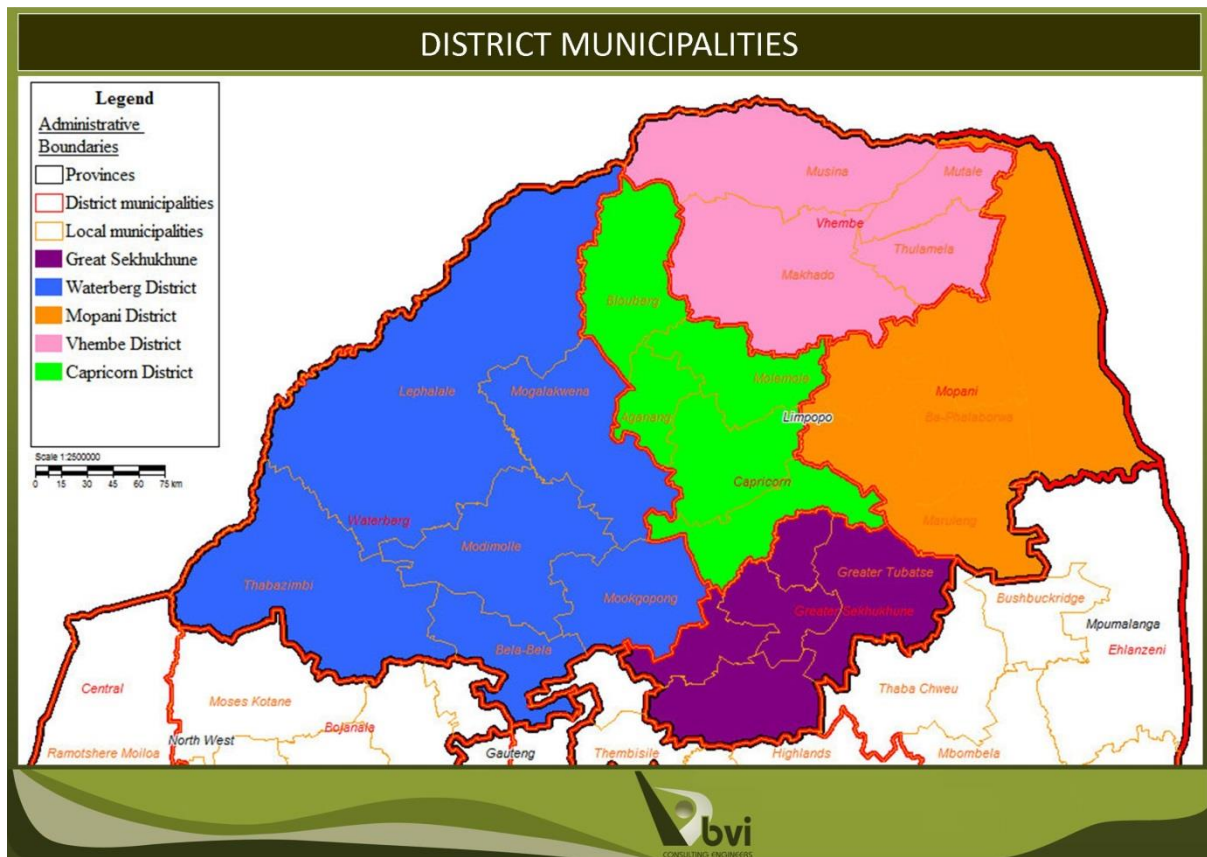 DISTRICT MUNICIPALITIES
Legend
Administrative
Boundaries
Provinces
District municipalities
Local municipalities
Great Sekhukhune
Waterberg District
Mopani District
Vhembe District
Capricorn District
Scale 1:2500000
0 15 30 45 60 75 km
Musina
Mutale
Vhembe
Thulamela
Makhado
Blouberg
Lephalale
Mogalakwena
Molemole
Mopani
Aganang
Limpopo
Ba-Phalaborwa
Capricorn
Waterberg
Modimolle
Maruleng
Thabazimbi
Mookgopong
Greater Tubatse
Bushbuckridge
Greater Sekhukhune
Mpumalanga
Bela-Bela
Ehlanzeni
Central
Moses Kotane
Thaba Chweu
Bojanala
North West
Ramotshere Moiloa
Gauteng
Thembisile
Highlands
Mbombela
bvi
CONSULTING ENGINEERS